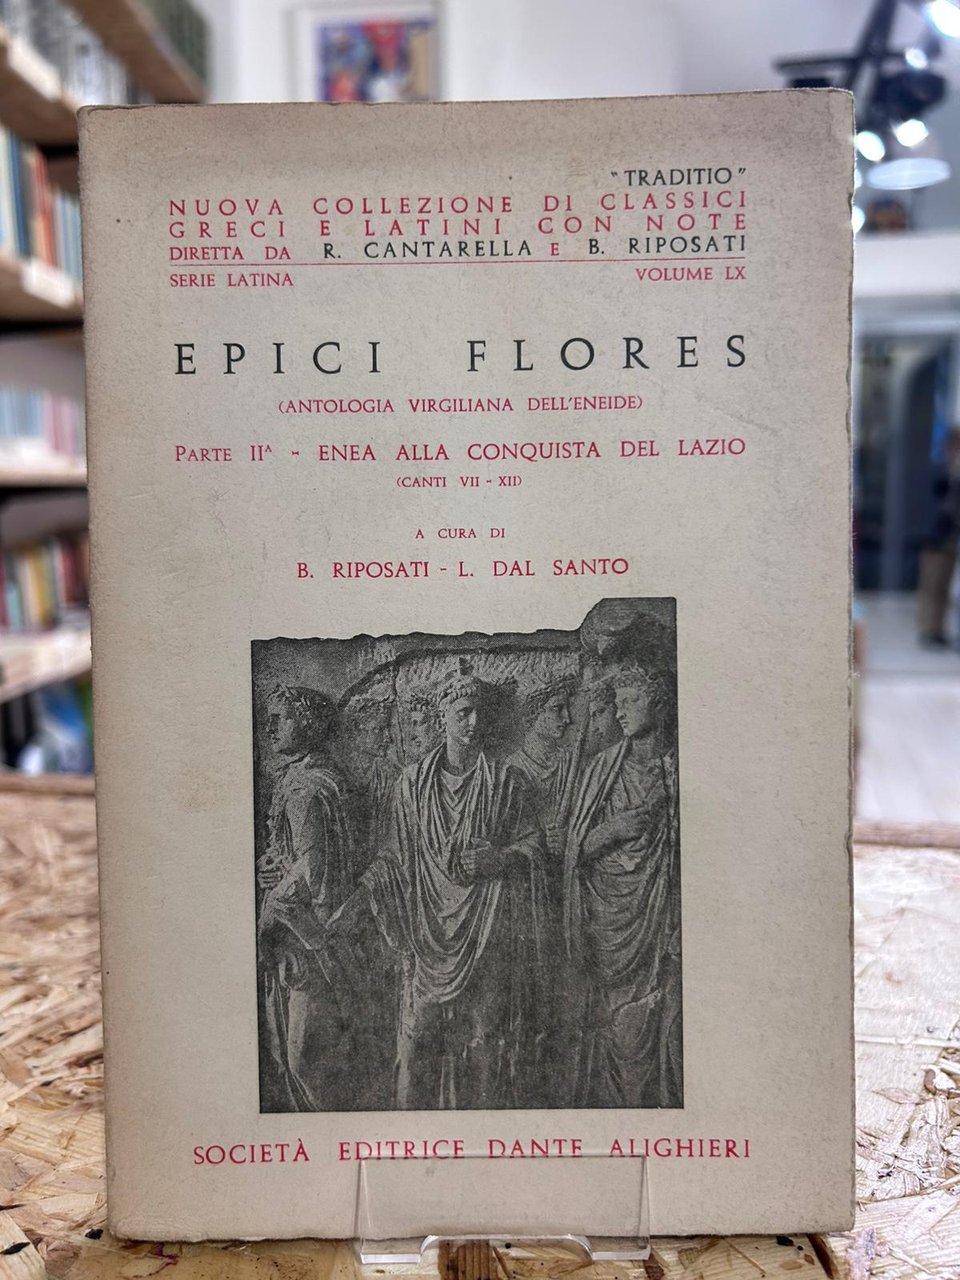 "TRADITIO"
NUOVA COLLEZIONE DI CLASSICI
GRECI E LATINI CON NOTE
DIRETTA DA R. CANTARELLA E B. RIPOSATI
SERIE LATINA VOLUME LX
EPICI FLORES
(ANTOLOGIA VIRGILIANA DELL'ENEIDE)
PARTE IIA - ENEA ALLA CONQUISTA DEL LAZIO
(CANTI VII - XII)
A CURA DI
B. RIPOSATI - L. DAL SANTO
SOCIETÀ EDITRICE DANTE ALIGHIERI